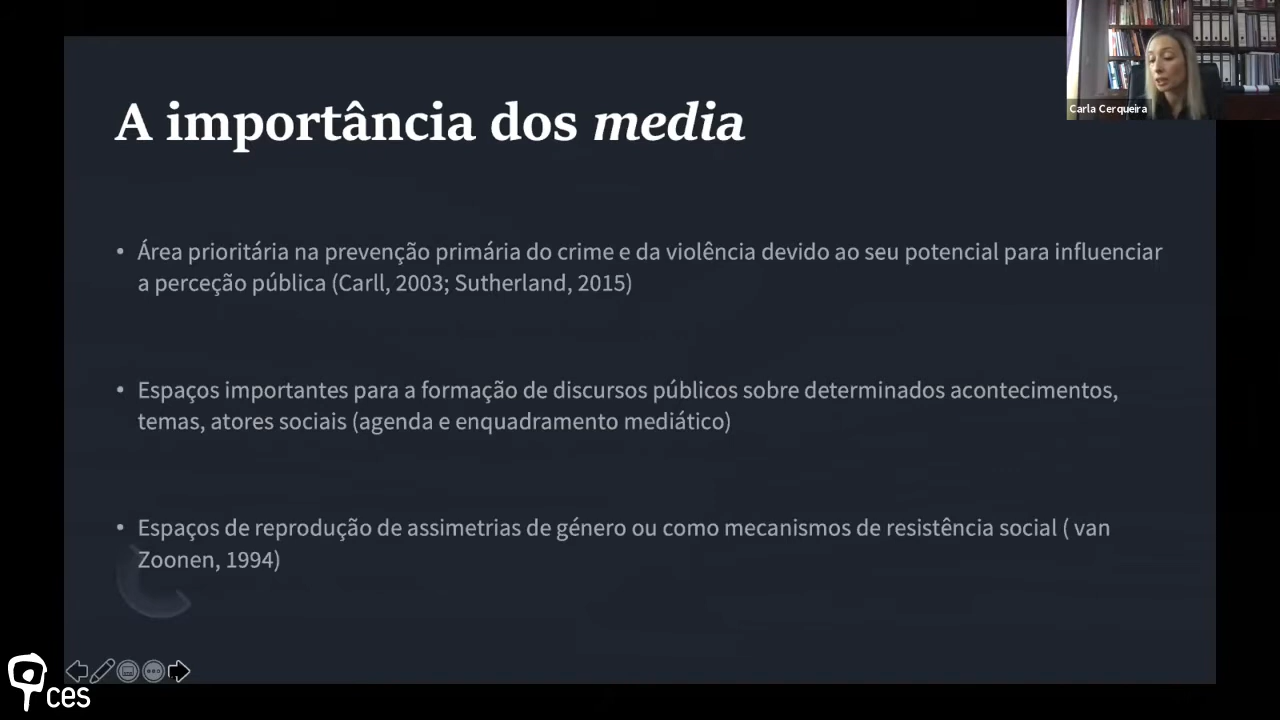 A importância dos media
Carla Cerqueira
• Área prioritária na prevenção primária do crime e da violência devido ao seu potencial para influenciar
a perceção pública (Carll, 2003; Sutherland, 2015)
• Espaços importantes para a formação de discursos públicos sobre determinados acontecimentos,
temas, atores sociais (agenda e enquadramento mediático)
• Espaços de reprodução de assimetrias de género ou como mecanismos de resistência social ( van
Zoonen, 1994)
ces